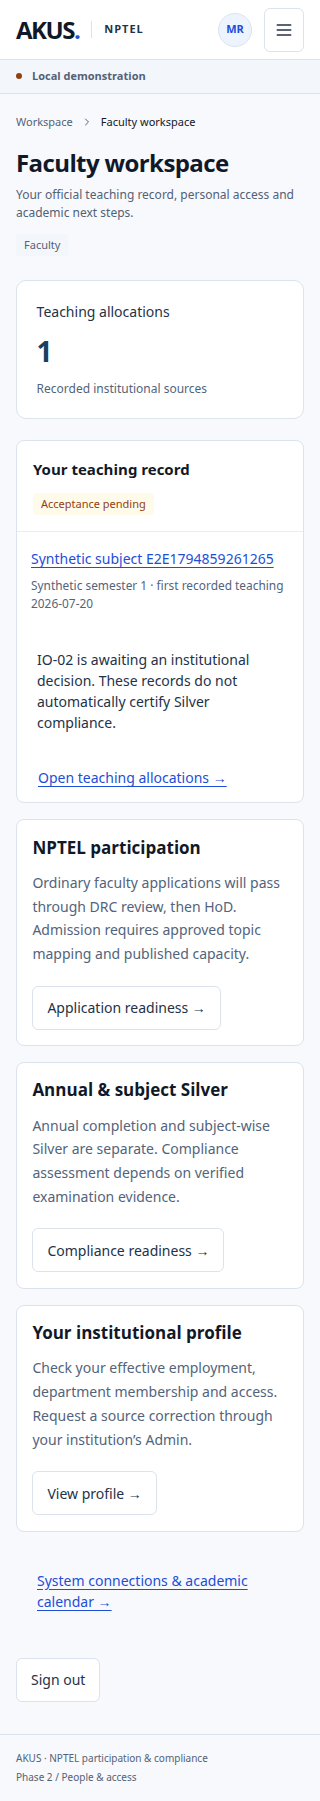 AKUS. NPTEL MR
Local demonstration
Workspace > Faculty workspace
Faculty workspace
Your official teaching record, personal access and
academic next steps.
Faculty
Teaching allocations
1
Recorded institutional sources
Your teaching record
Acceptance pending
Synthetic subject E2E1794859261265
Synthetic semester 1 · first recorded teaching
2026-07-20
IO-02 is awaiting an institutional
decision. These records do not
automatically certify Silver
compliance.
Open teaching allocations →
NPTEL participation
Ordinary faculty applications will pass
through DRC review, then HoD.
Admission requires approved topic
mapping and published capacity.
Application readiness →
Annual & subject Silver
Annual completion and subject-wise
Silver are separate. Compliance
assessment depends on verified
examination evidence.
Compliance readiness →
Your institutional profile
Check your effective employment,
department membership and access.
Request a source correction through
your institution’s Admin.
View profile →
System connections & academic
calendar →
Sign out
AKUS · NPTEL participation & compliance
Phase 2 / People & access